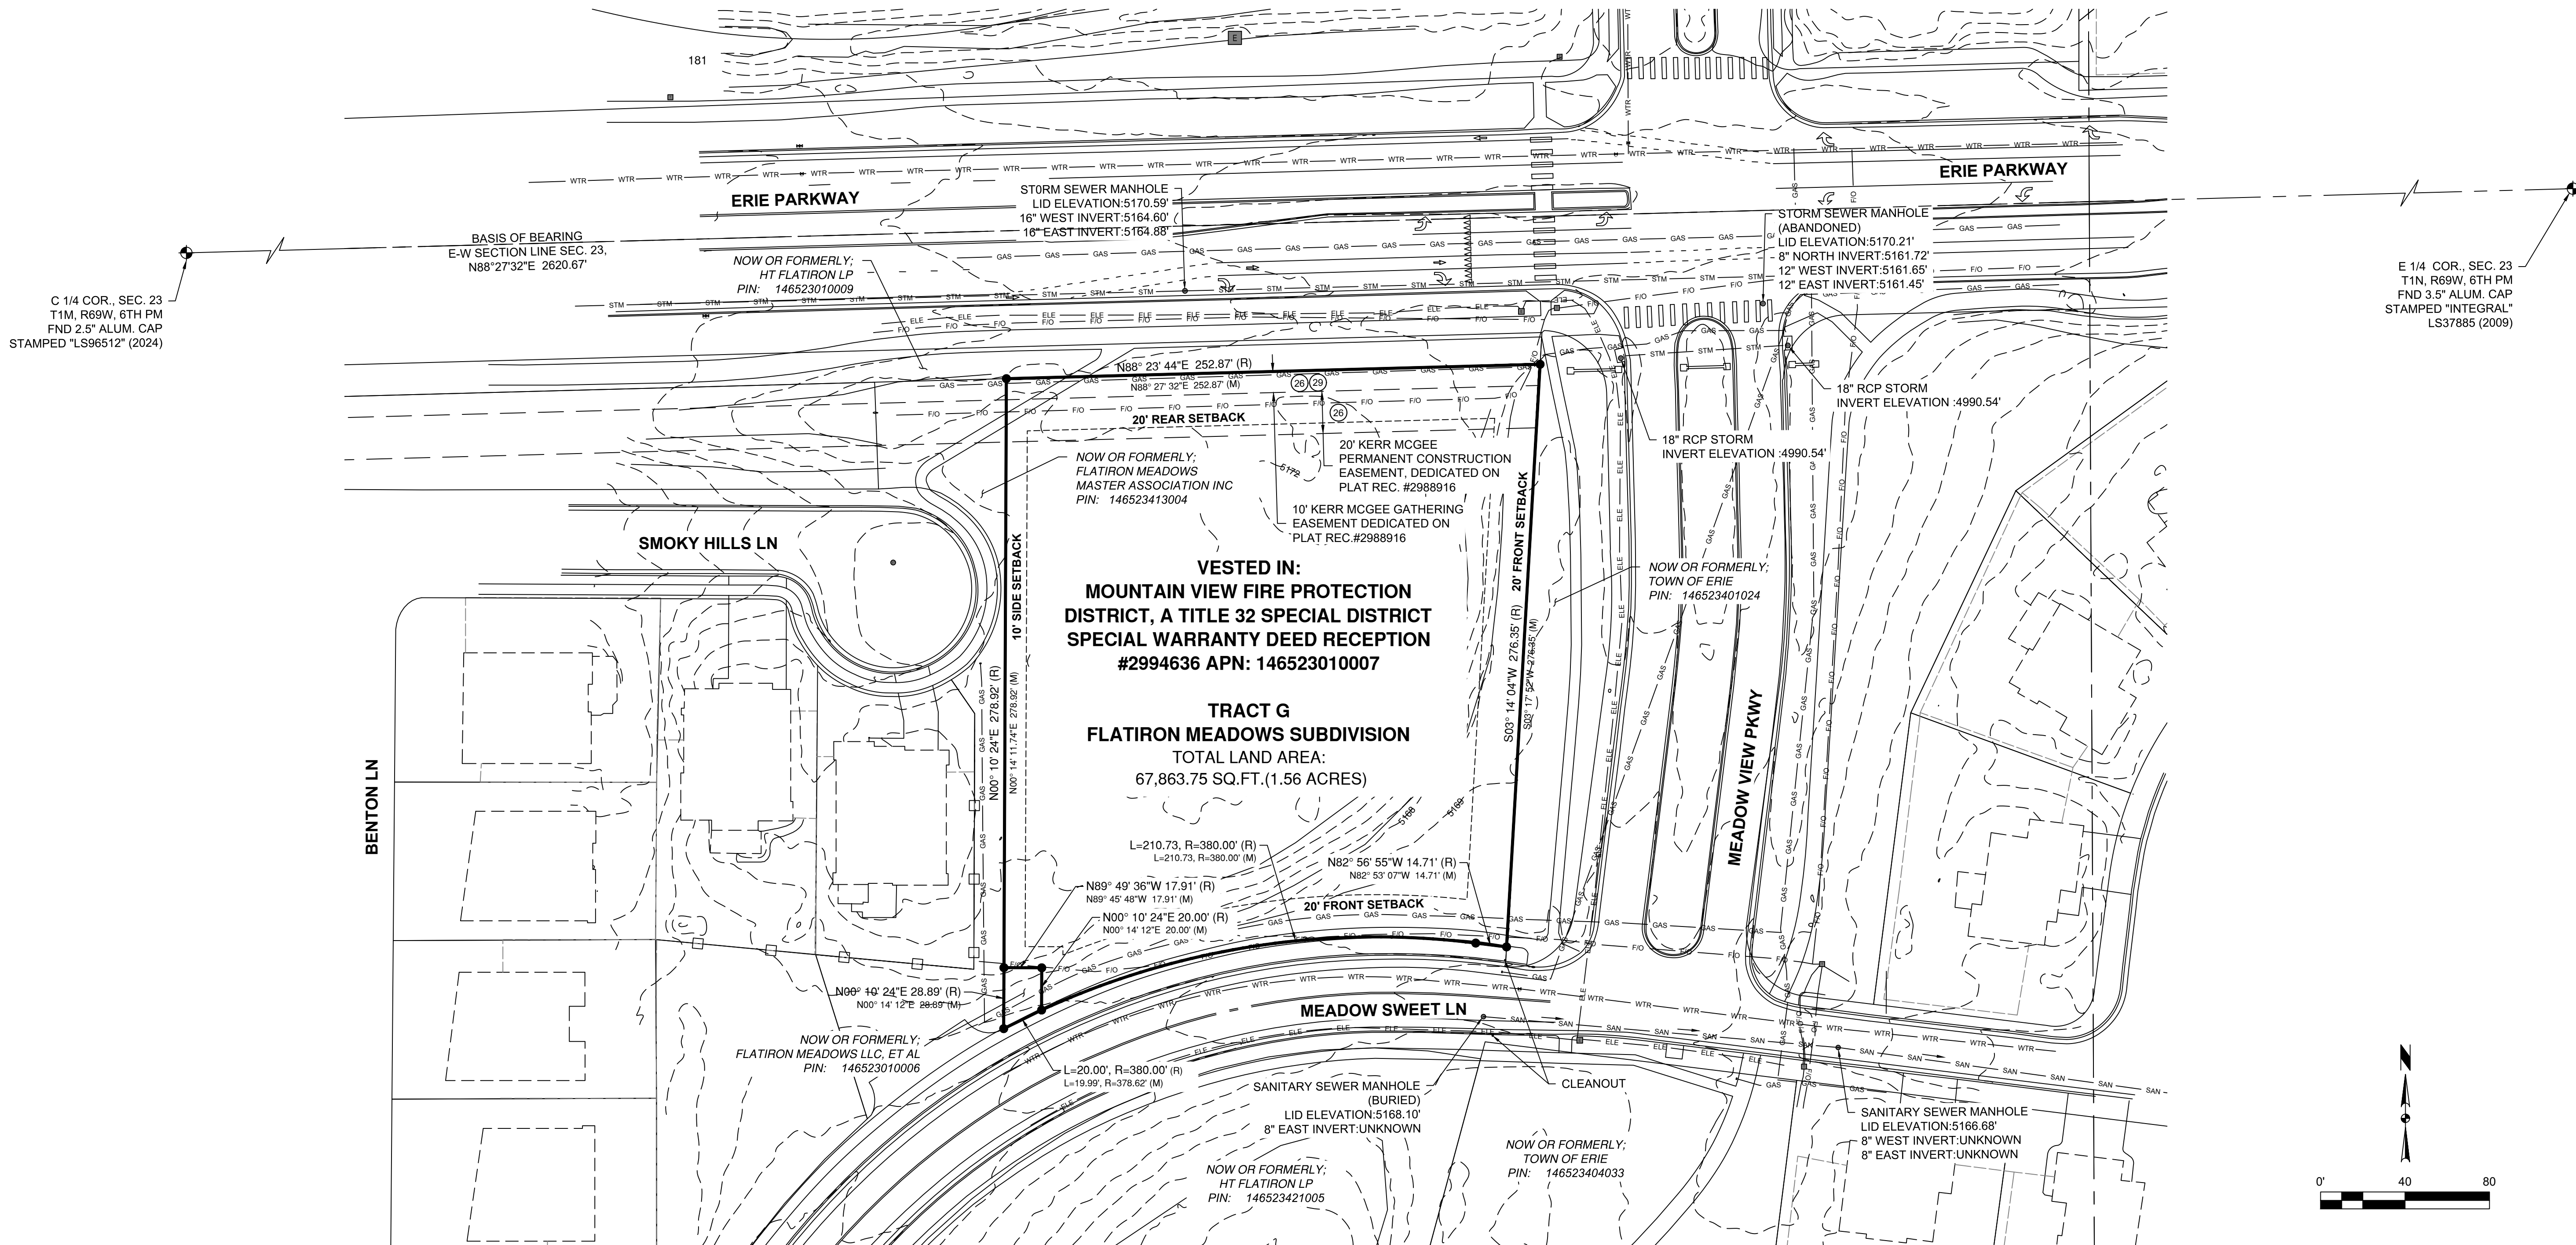 181
ERIE PARKWAY
ERIE PARKWAY
ST0RM SEWER MANHOLE
LID ELEVATION:5170.59'
16" WEST INVERT:5164.60'
16" EAST INVERT:5164.88'
STORM SEWER MANHOLE
(ABANDONED)
LID ELEVATION:5170.21'
8" NORTH INVERT:5161.72'
12" WEST INVERT:5161.65'
12" EAST INVERT:5161.45'
BASIS OF BEARING
E-W SECTION LINE SEC. 23,
N88°27'32"E 2620.67'
NOW OR FORMERLY;
HT FLATIRON LP
PIN: 146523010009
C 1/4 COR., SEC. 23
T1M, R69W, 6TH PM
FND 2.5" ALUM. CAP
STAMPED "LS96512" (2024)
E 1/4 COR., SEC. 23
T1N, R69W, 6TH PM
FND 3.5" ALUM. CAP
STAMPED "INTEGRAL"
LS37885 (2009)
N88° 23' 44"E 252.87' (R)
N88° 27' 32"E 252.87' (M)
26 29
26
20' REAR SETBACK
18" RCP STORM
INVERT ELEVATION :4990.54'
18" RCP STORM
INVERT ELEVATION :4990.54'
NOW OR FORMERLY;
FLATIRON MEADOWS
MASTER ASSOCIATION INC
PIN: 146523413004
5172
20' KERR MCGEE
PERMANENT CONSTRUCTION
EASEMENT, DEDICATED ON
PLAT REC. #2988916
10' KERR MCGEE GATHERING
EASEMENT DEDICATED ON
PLAT REC.#2988916
20' FRONT SETBACK
10' SIDE SETBACK
SMOKY HILLS LN
VESTED IN:
MOUNTAIN VIEW FIRE PROTECTION
DISTRICT, A TITLE 32 SPECIAL DISTRICT
SPECIAL WARRANTY DEED RECEPTION
#2994636 APN: 146523010007
TRACT G
FLATIRON MEADOWS SUBDIVISION
TOTAL LAND AREA:
67,863.75 SQ.FT.(1.56 ACRES)
NOW OR FORMERLY;
TOWN OF ERIE
PIN: 146523401024
N00° 10' 24"E 278.92' (R)
N00° 14' 11.74"E 278.92' (M)
S03° 14' 04"W 276.35' (R)
S03° 17' 52"W 276.35' (M)
BENTON LN
MEADOW VIEW PKWY
5168
5169
L=210.73, R=380.00' (R)
L=210.73, R=380.00' (M)
N82° 56' 55"W 14.71' (R)
N82° 53' 07"W 14.71' (M)
N89° 49' 36"W 17.91' (R)
N89° 45' 48"W 17.91' (M)
N00° 10' 24"E 20.00' (R)
N00° 14' 12"E 20.00' (M)
20' FRONT SETBACK
N00° 10' 24"E 28.89' (R)
N00° 14' 12"E 28.89' (M)
MEADOW SWEET LN
NOW OR FORMERLY;
FLATIRON MEADOWS LLC, ET AL
PIN: 146523010006
L=20.00', R=380.00' (R)
L=19.99', R=378.62' (M)
SANITARY SEWER MANHOLE
(BURIED)
LID ELEVATION:5168.10'
8" EAST INVERT:UNKNOWN
CLEANOUT
SANITARY SEWER MANHOLE
LID ELEVATION:5166.68'
8" WEST INVERT:UNKNOWN
8" EAST INVERT:UNKNOWN
NOW OR FORMERLY;
HT FLATIRON LP
PIN: 146523421005
NOW OR FORMERLY;
TOWN OF ERIE
PIN: 146523404033
N
0' 40 80